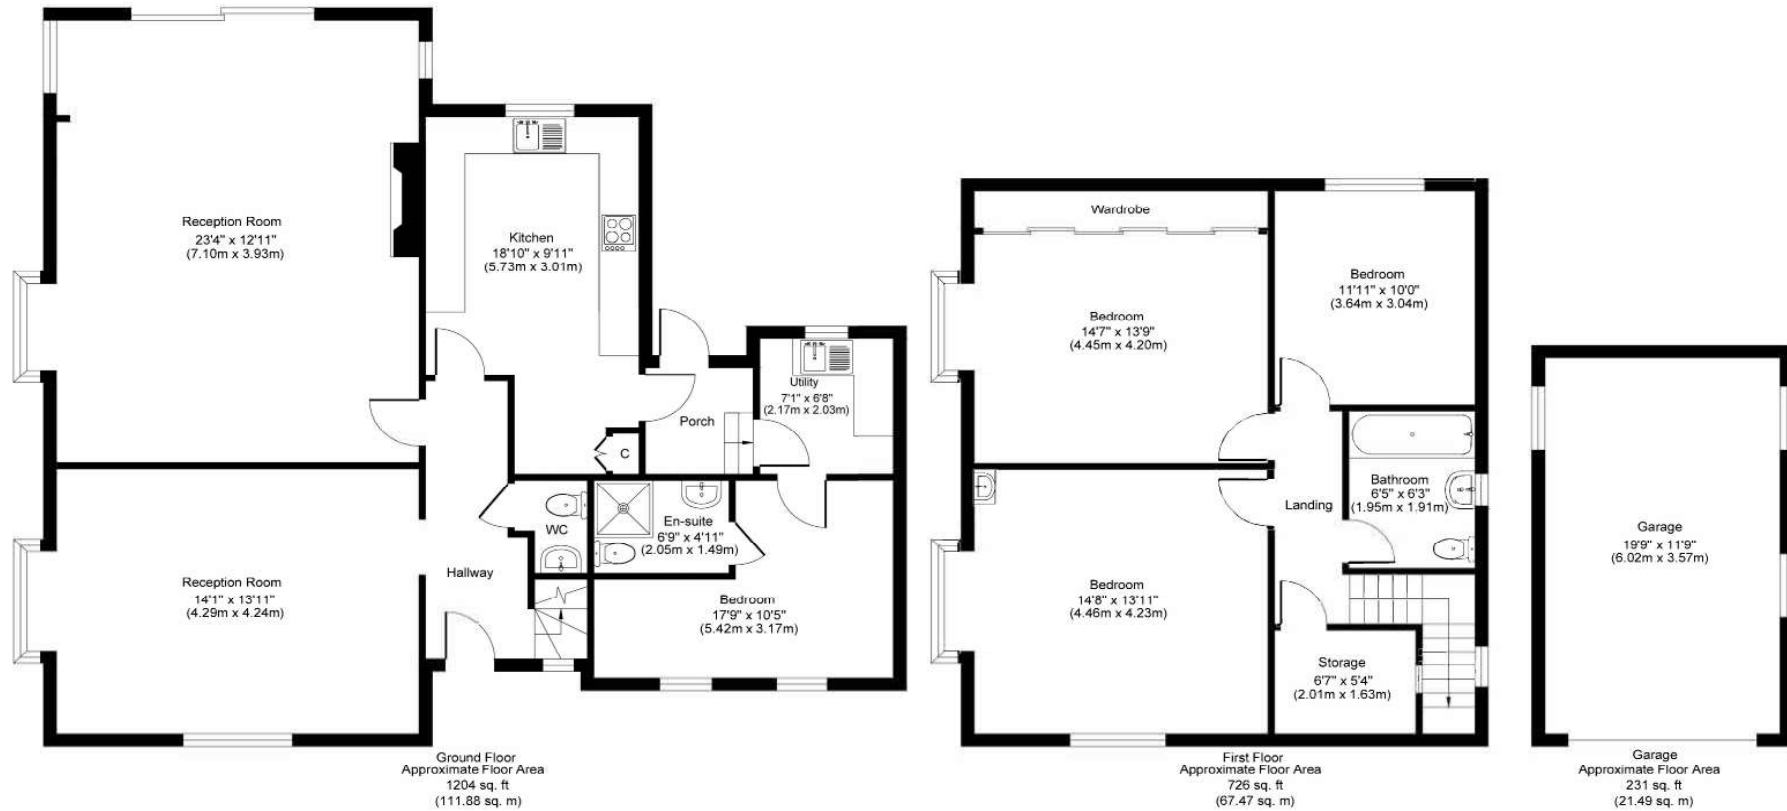 Reception Room
23'4" x 12'11"
(7.10m x 3.93m)
Kitchen
18'10" x 9'11"
(5.73m x 3.01m)
Utility
7'1" x 6'8"
(2.17m x 2.03m)
Porch
C
WC
En-suite
6'9" x 4'11"
(2.05m x 1.49m)
Hallway
Reception Room
14'1" x 13'11"
(4.29m x 4.24m)
Bedroom
17'9" x 10'5"
(5.42m x 3.17m)
Ground Floor
Approximate Floor Area
1204 sq. ft
(111.88 sq. m)
Wardrobe
Bedroom
14'7" x 13'9"
(4.45m x 4.20m)
Bedroom
11'11" x 10'0"
(3.64m x 3.04m)
Bathroom
6'5" x 6'3"
(1.95m x 1.91m)
Landing
Bedroom
14'8" x 13'11"
(4.46m x 4.23m)
Storage
6'7" x 5'4"
(2.01m x 1.63m)
First Floor
Approximate Floor Area
726 sq. ft
(67.47 sq. m)
Garage
19'9" x 11'9"
(6.02m x 3.57m)
Garage
Approximate Floor Area
231 sq. ft
(21.49 sq. m)